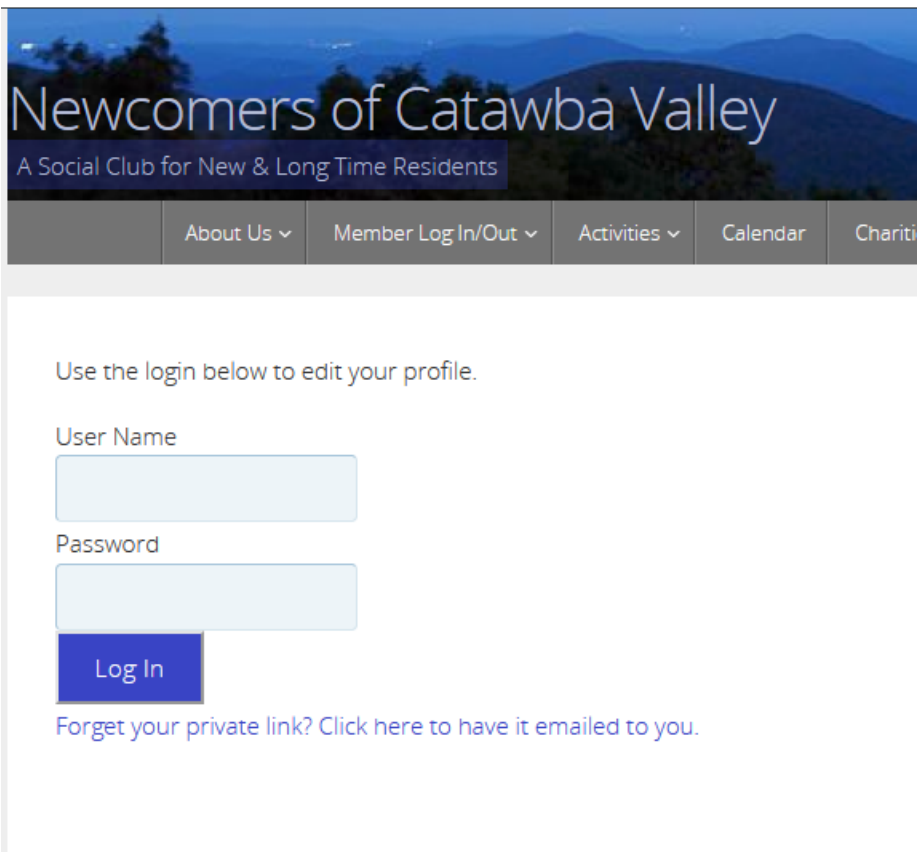 Newcomers of Catawba Valley
A Social Club for New & Long Time Residents
About Us Member Log In/Out Activities Calendar Chariti
Use the login below to edit your profile.
User Name
Password
Log In
Forget your private link? Click here to have it emailed to you.